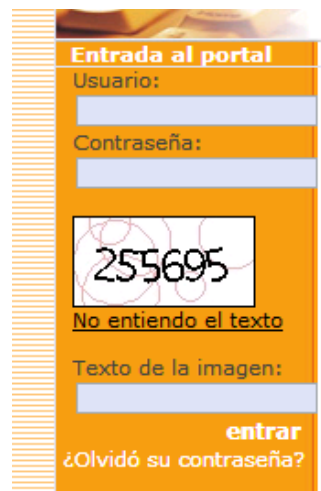 Entrada al portal
Usuario:
Contraseña:
255695
No entiendo el texto
Texto de la imagen:
entrar
¿Olvidó su contraseña?